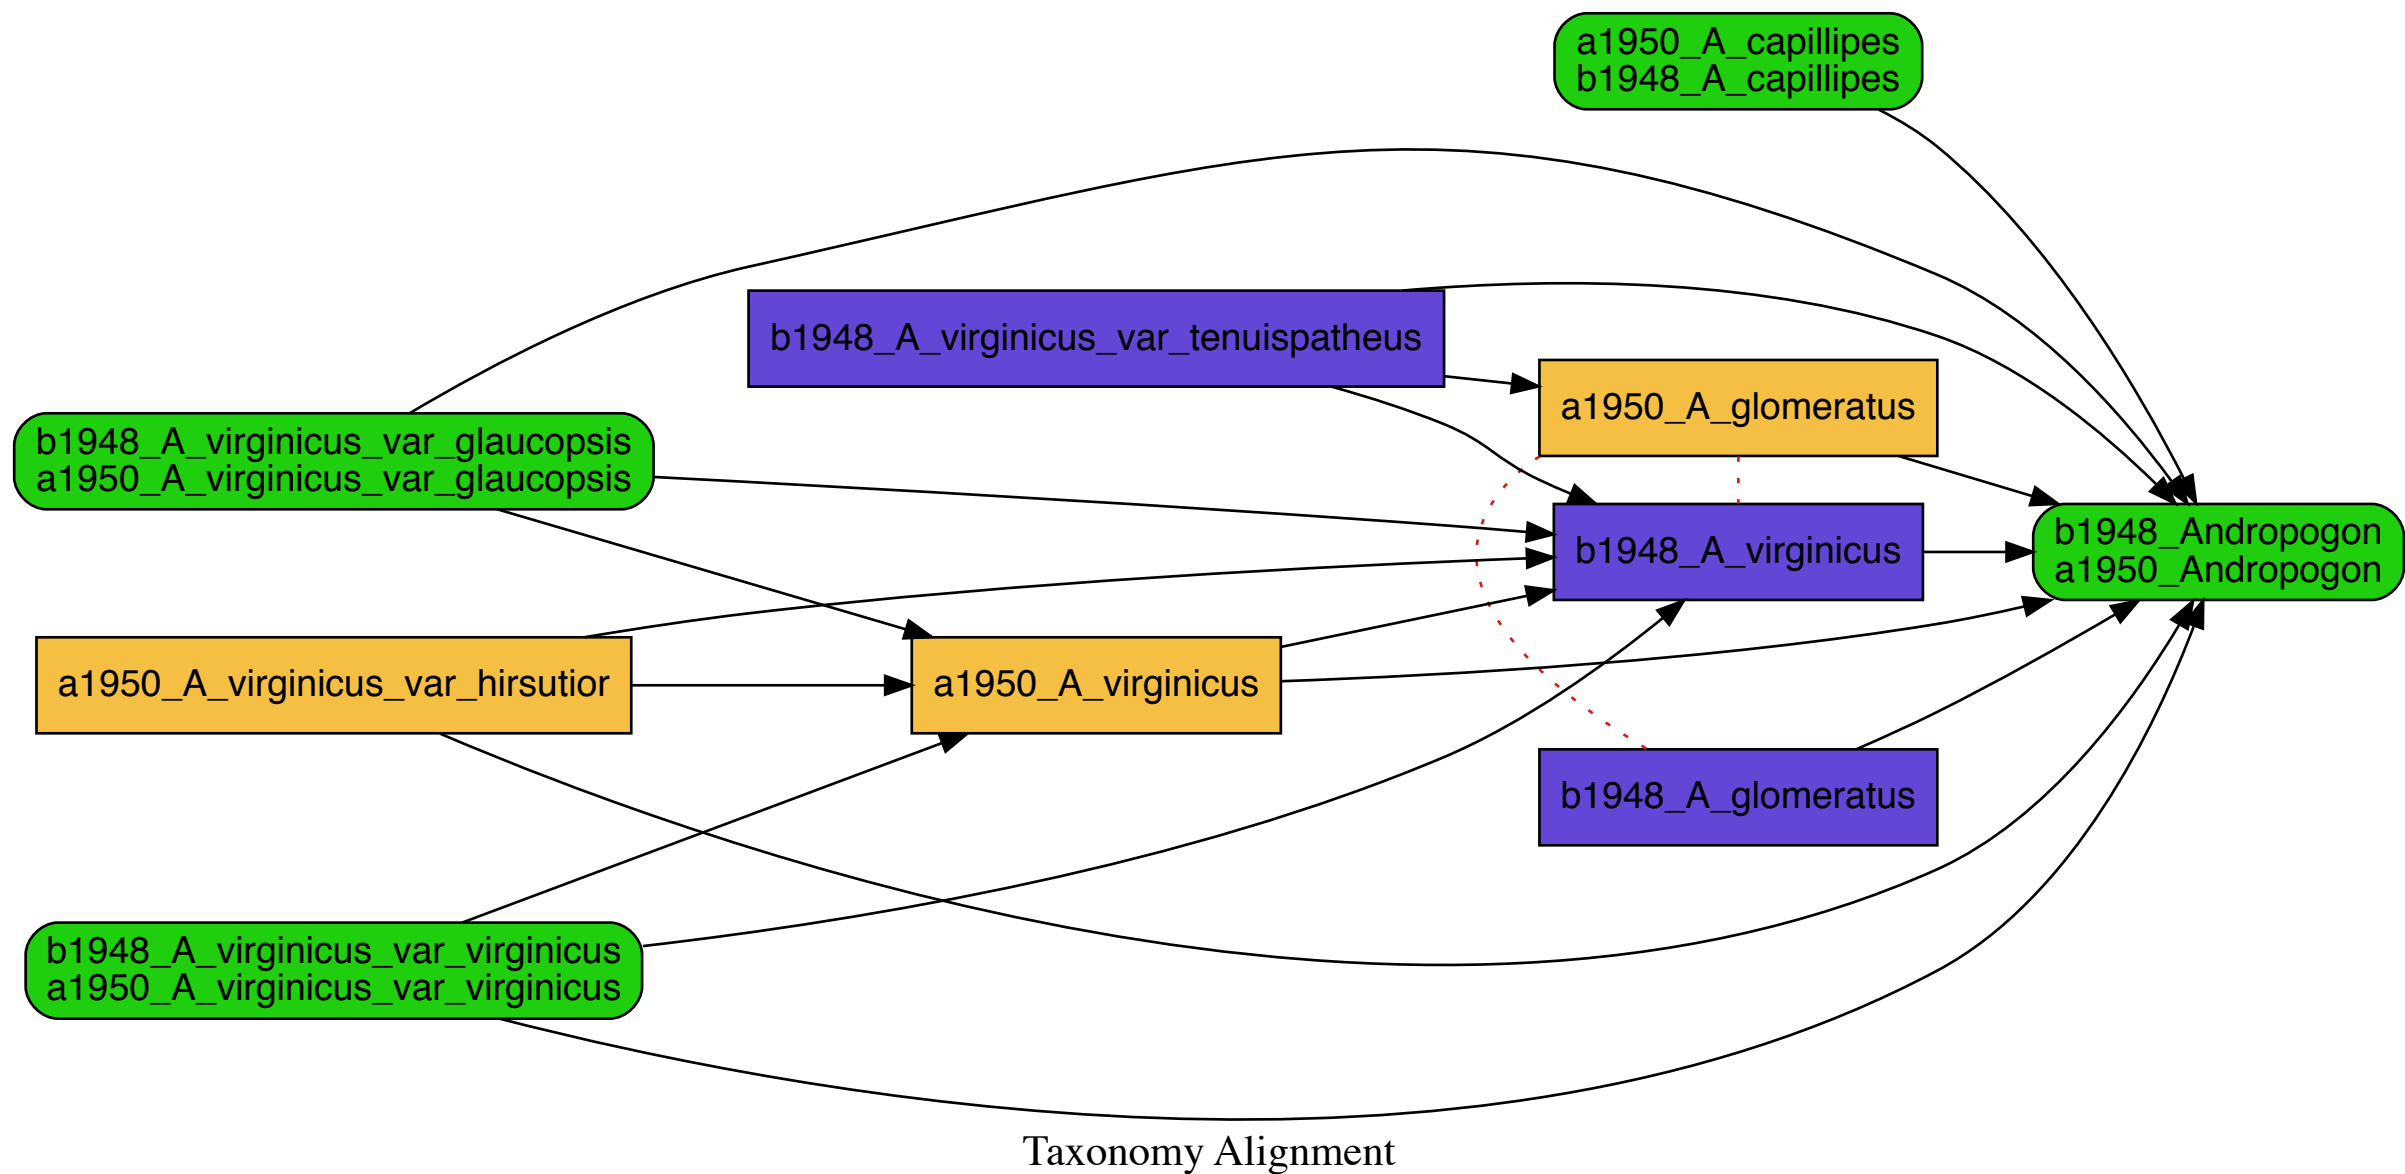 a1950_A_capillipes
b1948_A_capillipes
b1948_A_virginicus_var_tenuispatheus
a1950_A_glomeratus
b1948_A_virginicus_var_glaucopsis
a1950_A_virginicus_var_glaucopsis
b1948_A_virginicus
b1948_Andropogon
a1950_Andropogon
a1950_A_virginicus_var_hirsutior
a1950_A_virginicus
b1948_A_glomeratus
b1948_A_virginicus_var_virginicus
a1950_A_virginicus_var_virginicus
Taxonomy Alignment